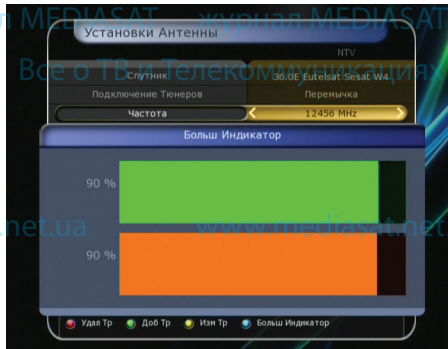 л MEDIASAT журнал MEDIASAT
Установки Антенны
NTV
Все о ТВ и Телекоммуникациях
Спутник 36.0E Eutelsat Sesat W4
Подключение Тюнеров Перемычка
Частота 12456 MHz
Больш Индикатор
90 %
.net.ua www.mediasat.net
90 %
Удал Тр Доб Тр Изм Тр Больш Индикатор